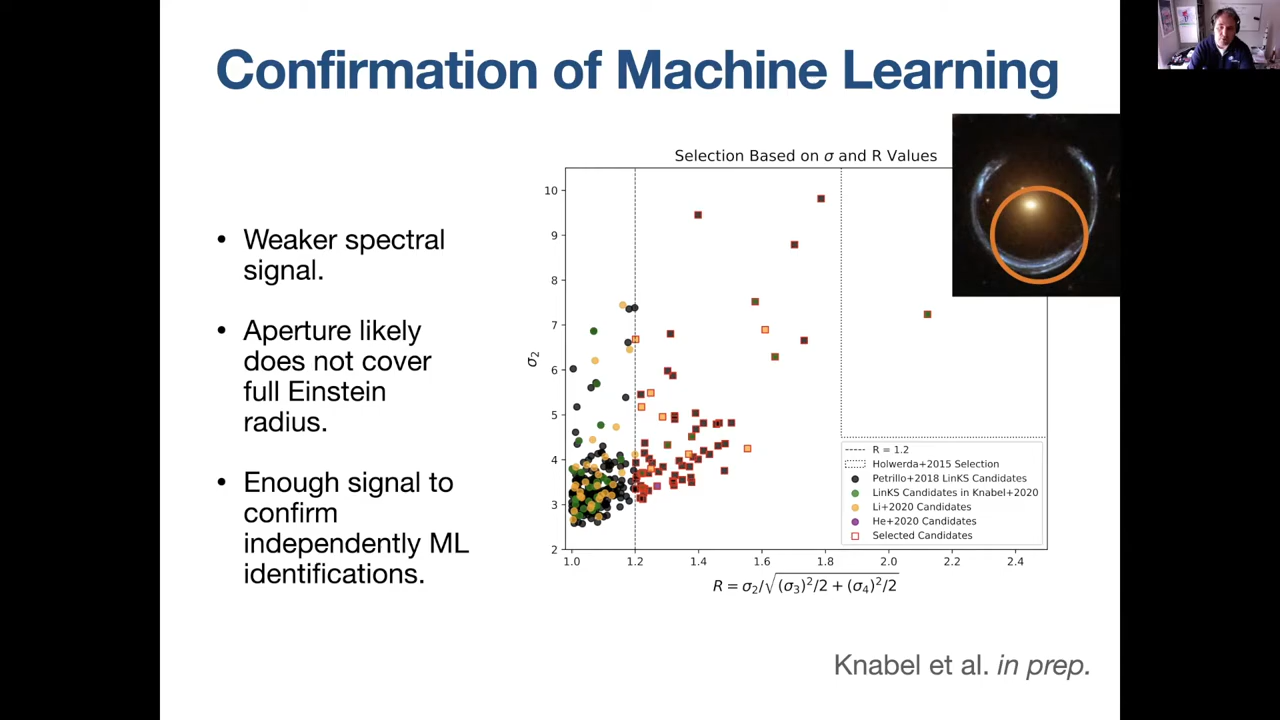 Confirmation of Machine Learning
• Weaker spectral
signal.
• Aperture likely
does not cover
full Einstein
radius.
• Enough signal to
confirm
independently ML
identifications.
Selection Based on σ and R Values
10
9
8
7
6
5
4
3
2
σ₂
1.0 1.2 1.4 1.6 1.8 2.0 2.2 2.4
R = σ₂/√(σ₃)²/2 + (σ₄)²/2
R = 1.2
Holwerda+2015 Selection
Petrillo+2018 LinKS Candidates
LinKS Candidates in Knabel+2020
Li+2020 Candidates
He+2020 Candidates
Selected Candidates
Knabel et al. in prep.